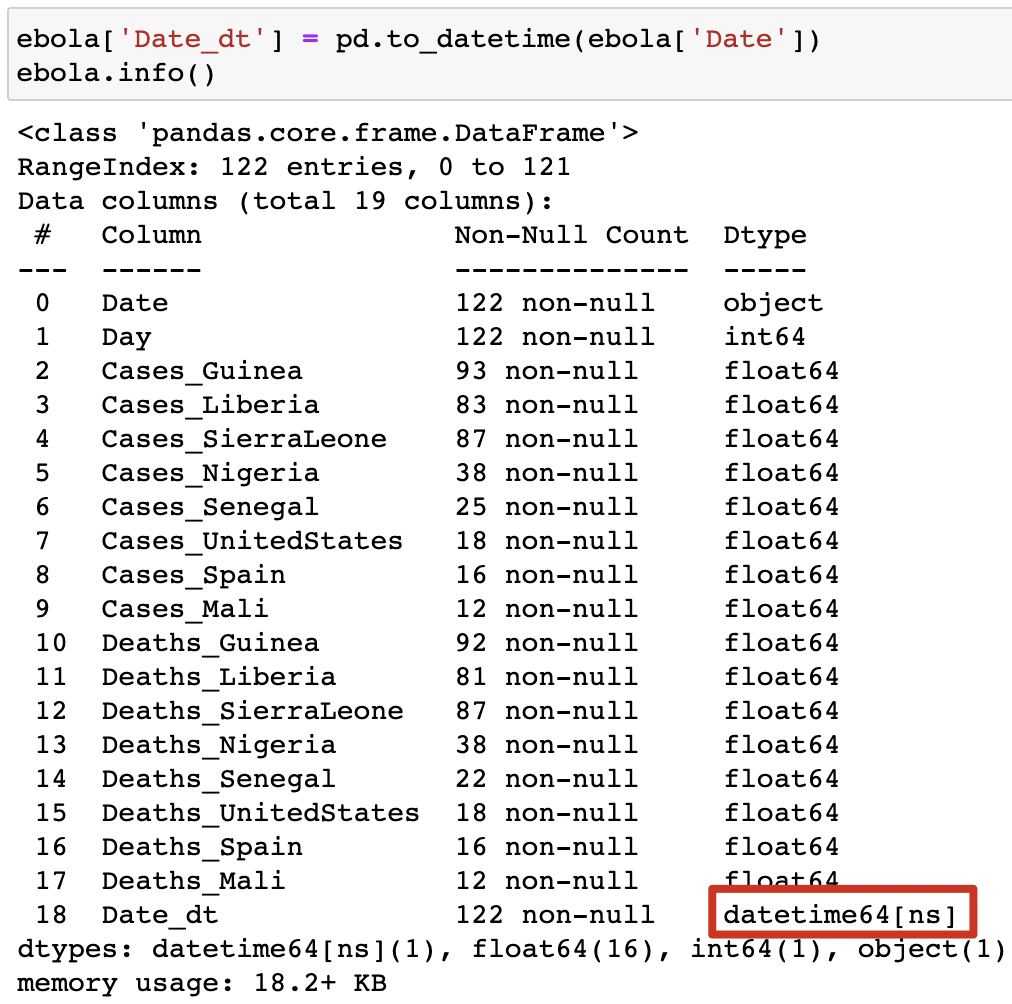 ebola['Date_dt'] = pd.to_datetime(ebola['Date'])
ebola.info()
<class 'pandas.core.frame.DataFrame'>
RangeIndex: 122 entries, 0 to 121
Data columns (total 19 columns):
 #   Column                Non-Null Count  Dtype
---  ------                --------------  -----
 0   Date                  122 non-null    object
 1   Day                   122 non-null    int64
 2   Cases_Guinea          93 non-null     float64
 3   Cases_Liberia         83 non-null     float64
 4   Cases_SierraLeone     87 non-null     float64
 5   Cases_Nigeria         38 non-null     float64
 6   Cases_Senegal         25 non-null     float64
 7   Cases_UnitedStates    18 non-null     float64
 8   Cases_Spain           16 non-null     float64
 9   Cases_Mali            12 non-null     float64
 10  Deaths_Guinea         92 non-null     float64
 11  Deaths_Liberia        81 non-null     float64
 12  Deaths_SierraLeone    87 non-null     float64
 13  Deaths_Nigeria        38 non-null     float64
 14  Deaths_Senegal        22 non-null     float64
 15  Deaths_UnitedStates   18 non-null     float64
 16  Deaths_Spain          16 non-null     float64
 17  Deaths_Mali           12 non-null     float64
 18  Date_dt               122 non-null    datetime64[ns]
dtypes: datetime64[ns](1), float64(16), int64(1), object(1)
memory usage: 18.2+ KB